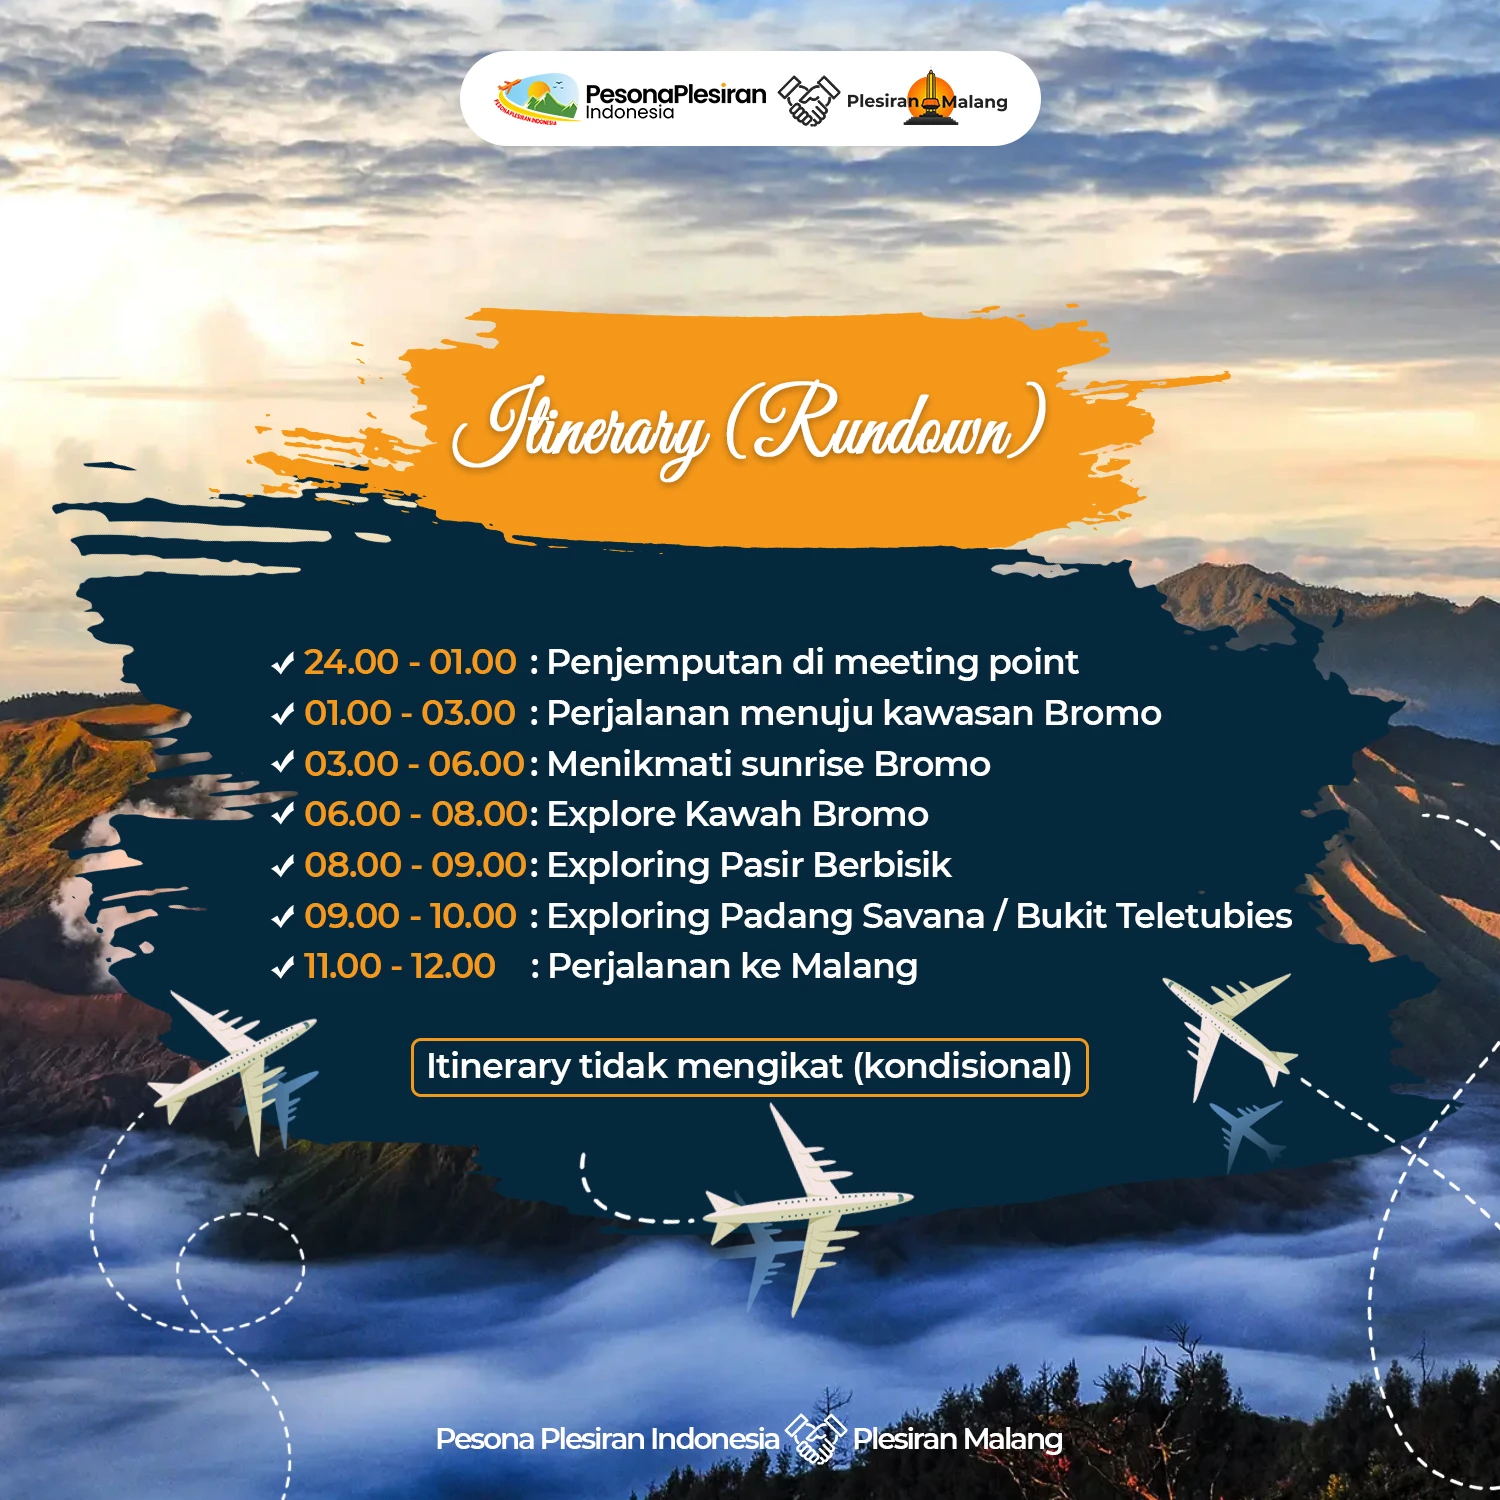 PesonaPlesiran
Indonesia
PESONA PLESIRAN INDONESIA
Plesiran Malang
Itinerary (Rundown)
24.00 - 01.00 : Penjemputan di meeting point
01.00 - 03.00 : Perjalanan menuju kawasan Bromo
03.00 - 06.00 : Menikmati sunrise Bromo
06.00 - 08.00 : Explore Kawah Bromo
08.00 - 09.00 : Exploring Pasir Berbisik
09.00 - 10.00 : Exploring Padang Savana / Bukit Teletubies
11.00 - 12.00 : Perjalanan ke Malang
Itinerary tidak mengikat (kondisional)
Pesona Plesiran Indonesia Plesiran Malang